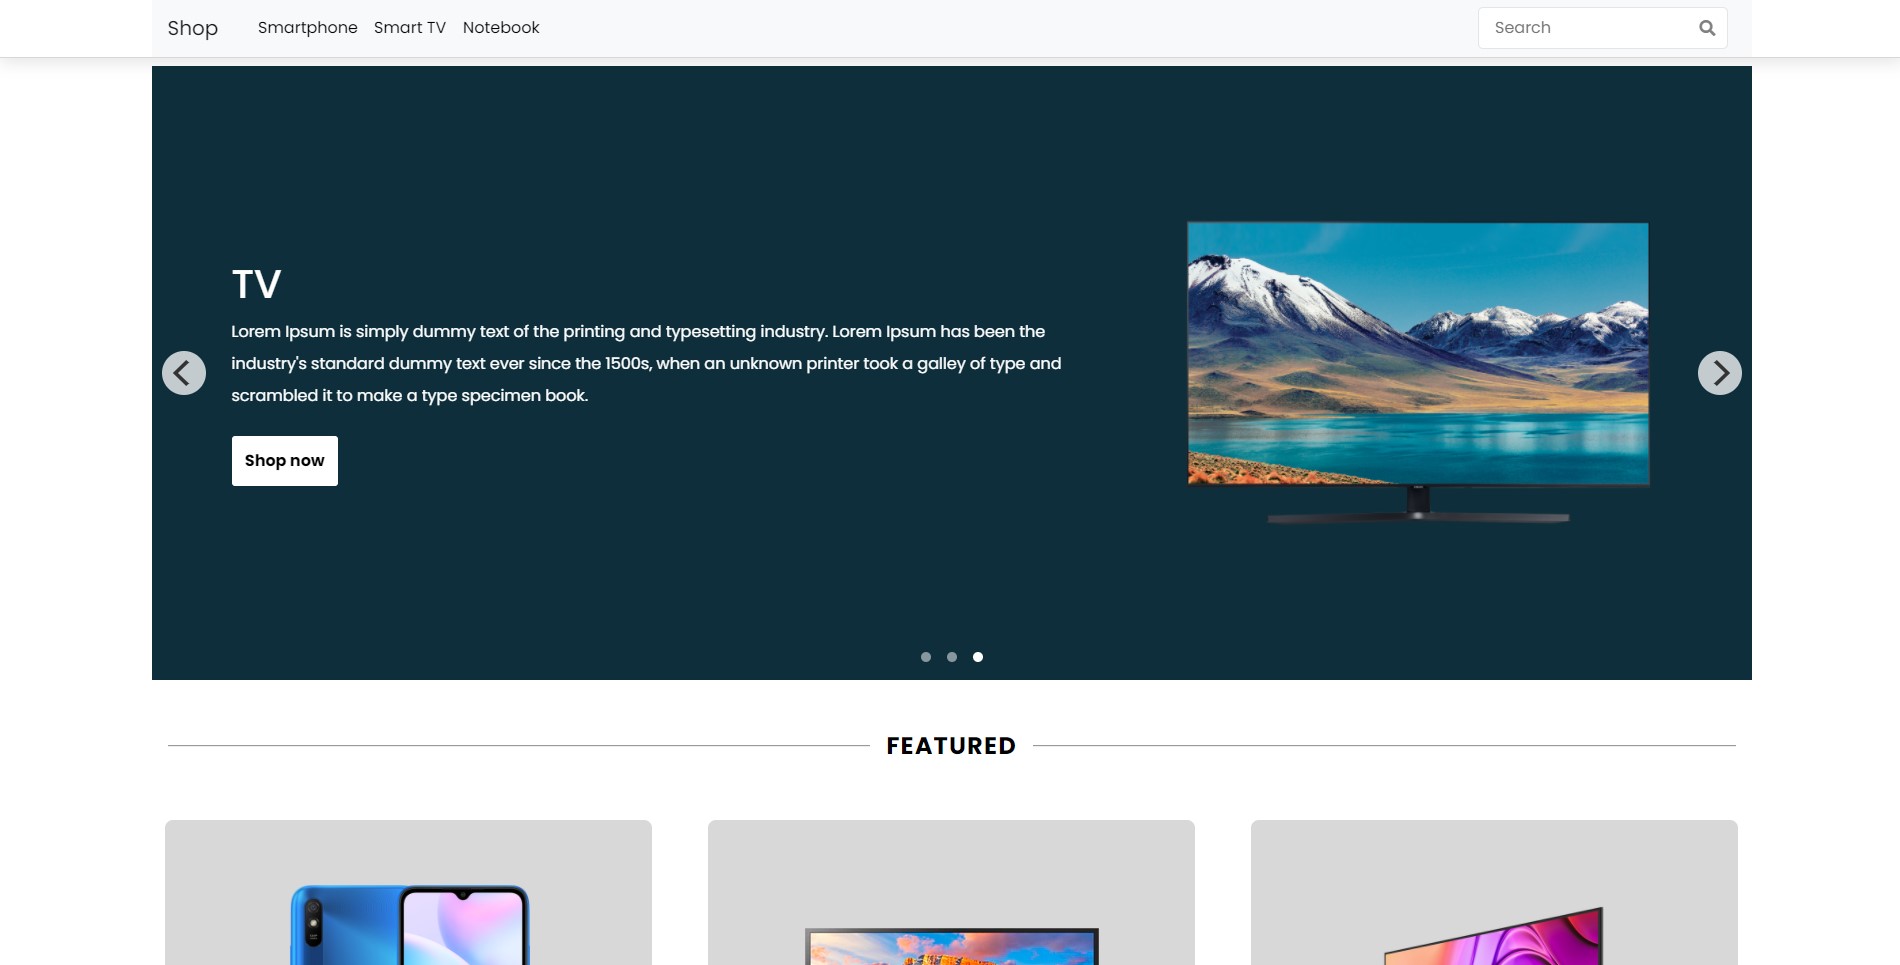 Shop Smartphone Smart TV Notebook Search
TV
Lorem Ipsum is simply dummy text of the printing and typesetting industry. Lorem Ipsum has been the
industry's standard dummy text ever since the 1500s, when an unknown printer took a galley of type and
scrambled it to make a type specimen book.
Shop now
FEATURED